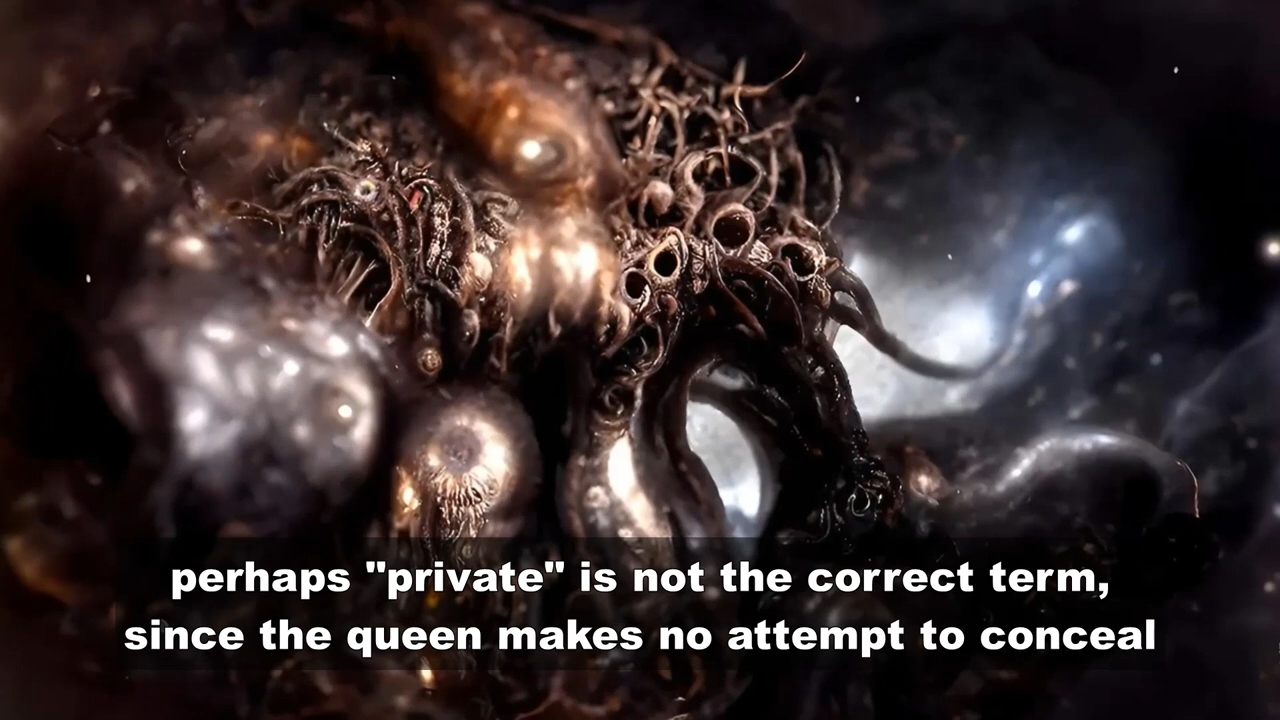 perhaps "private" is not the correct term,
since the queen makes no attempt to conceal